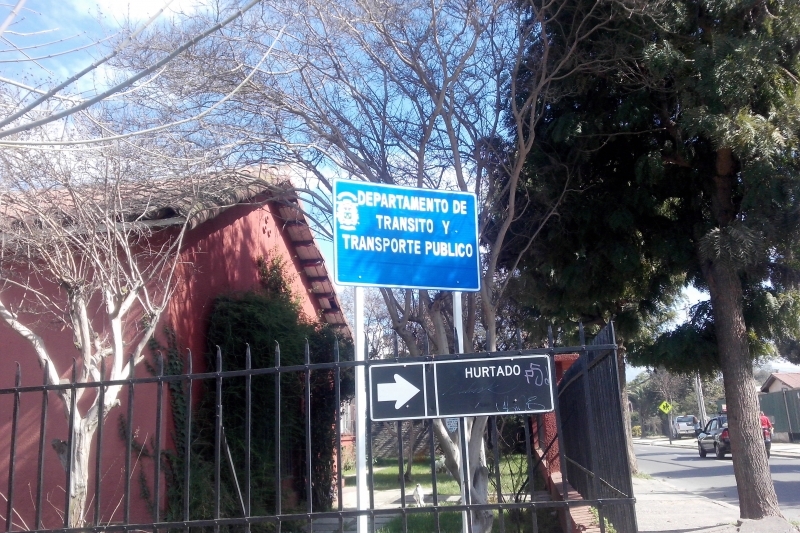 DEPARTAMENTO DE
TRANSITO Y
TRANSPORTE PUBLICO
HURTADO